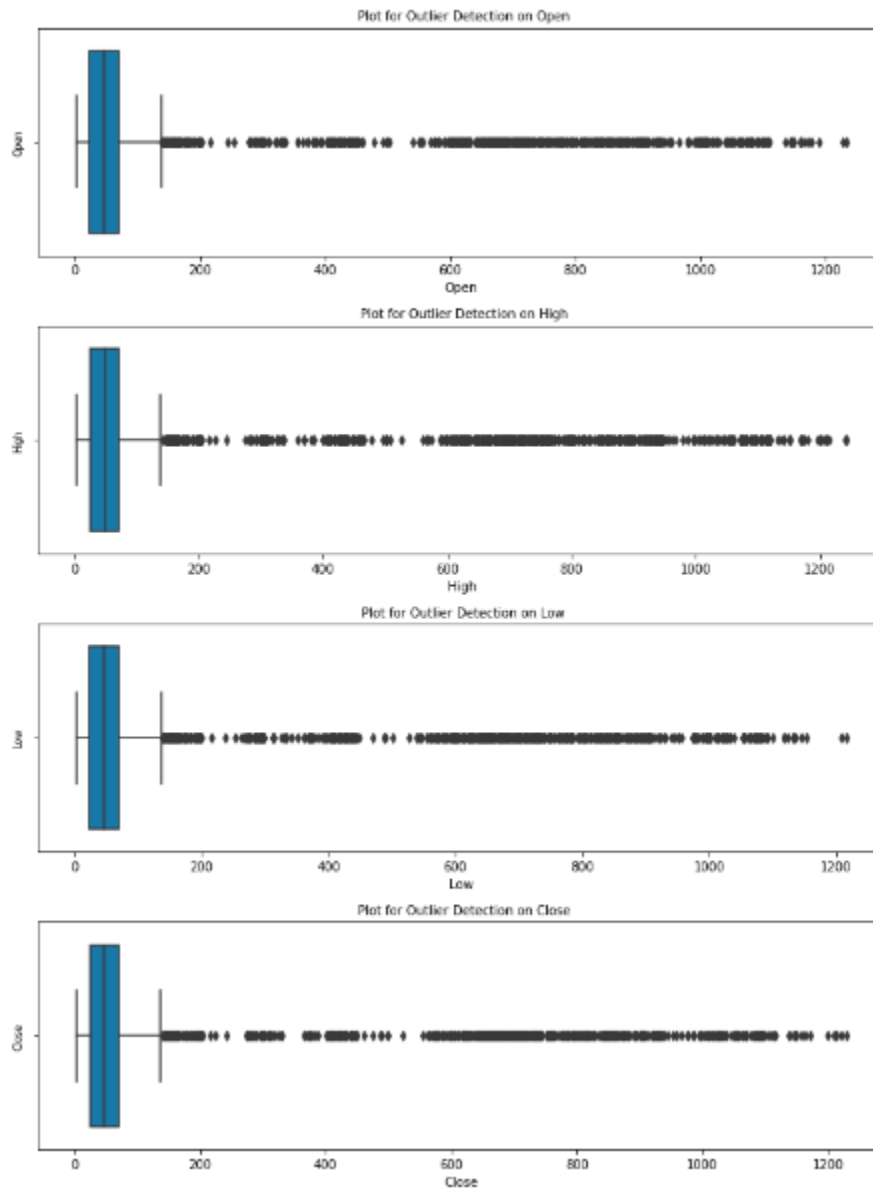 Plot for Outlier Detection on Open
Open
0 200 400 600 800 1000 1200
Open
Plot for Outlier Detection on High
High
0 200 400 600 800 1000 1200
High
Plot for Outlier Detection on Low
Low
0 200 400 600 800 1000 1200
Low
Plot for Outlier Detection on Close
Close
0 200 400 600 800 1000 1200
Close